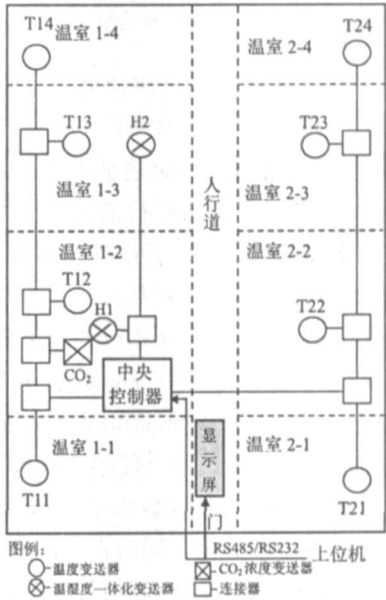 T14 温室 1-4
T24
温室 2-4
T13
H2
T23
温室 1-3
人行道
温室 2-3
温室 1-2
温室 2-2
T12
H1
T22
CO₂
中央
控制器
温室 1-1
显示屏
温室 2-1
T11
门
T21
图例：
RS485/RS232
上位机
温度变送器
CO₂浓度变送器
温湿度一体化变送器
连接器